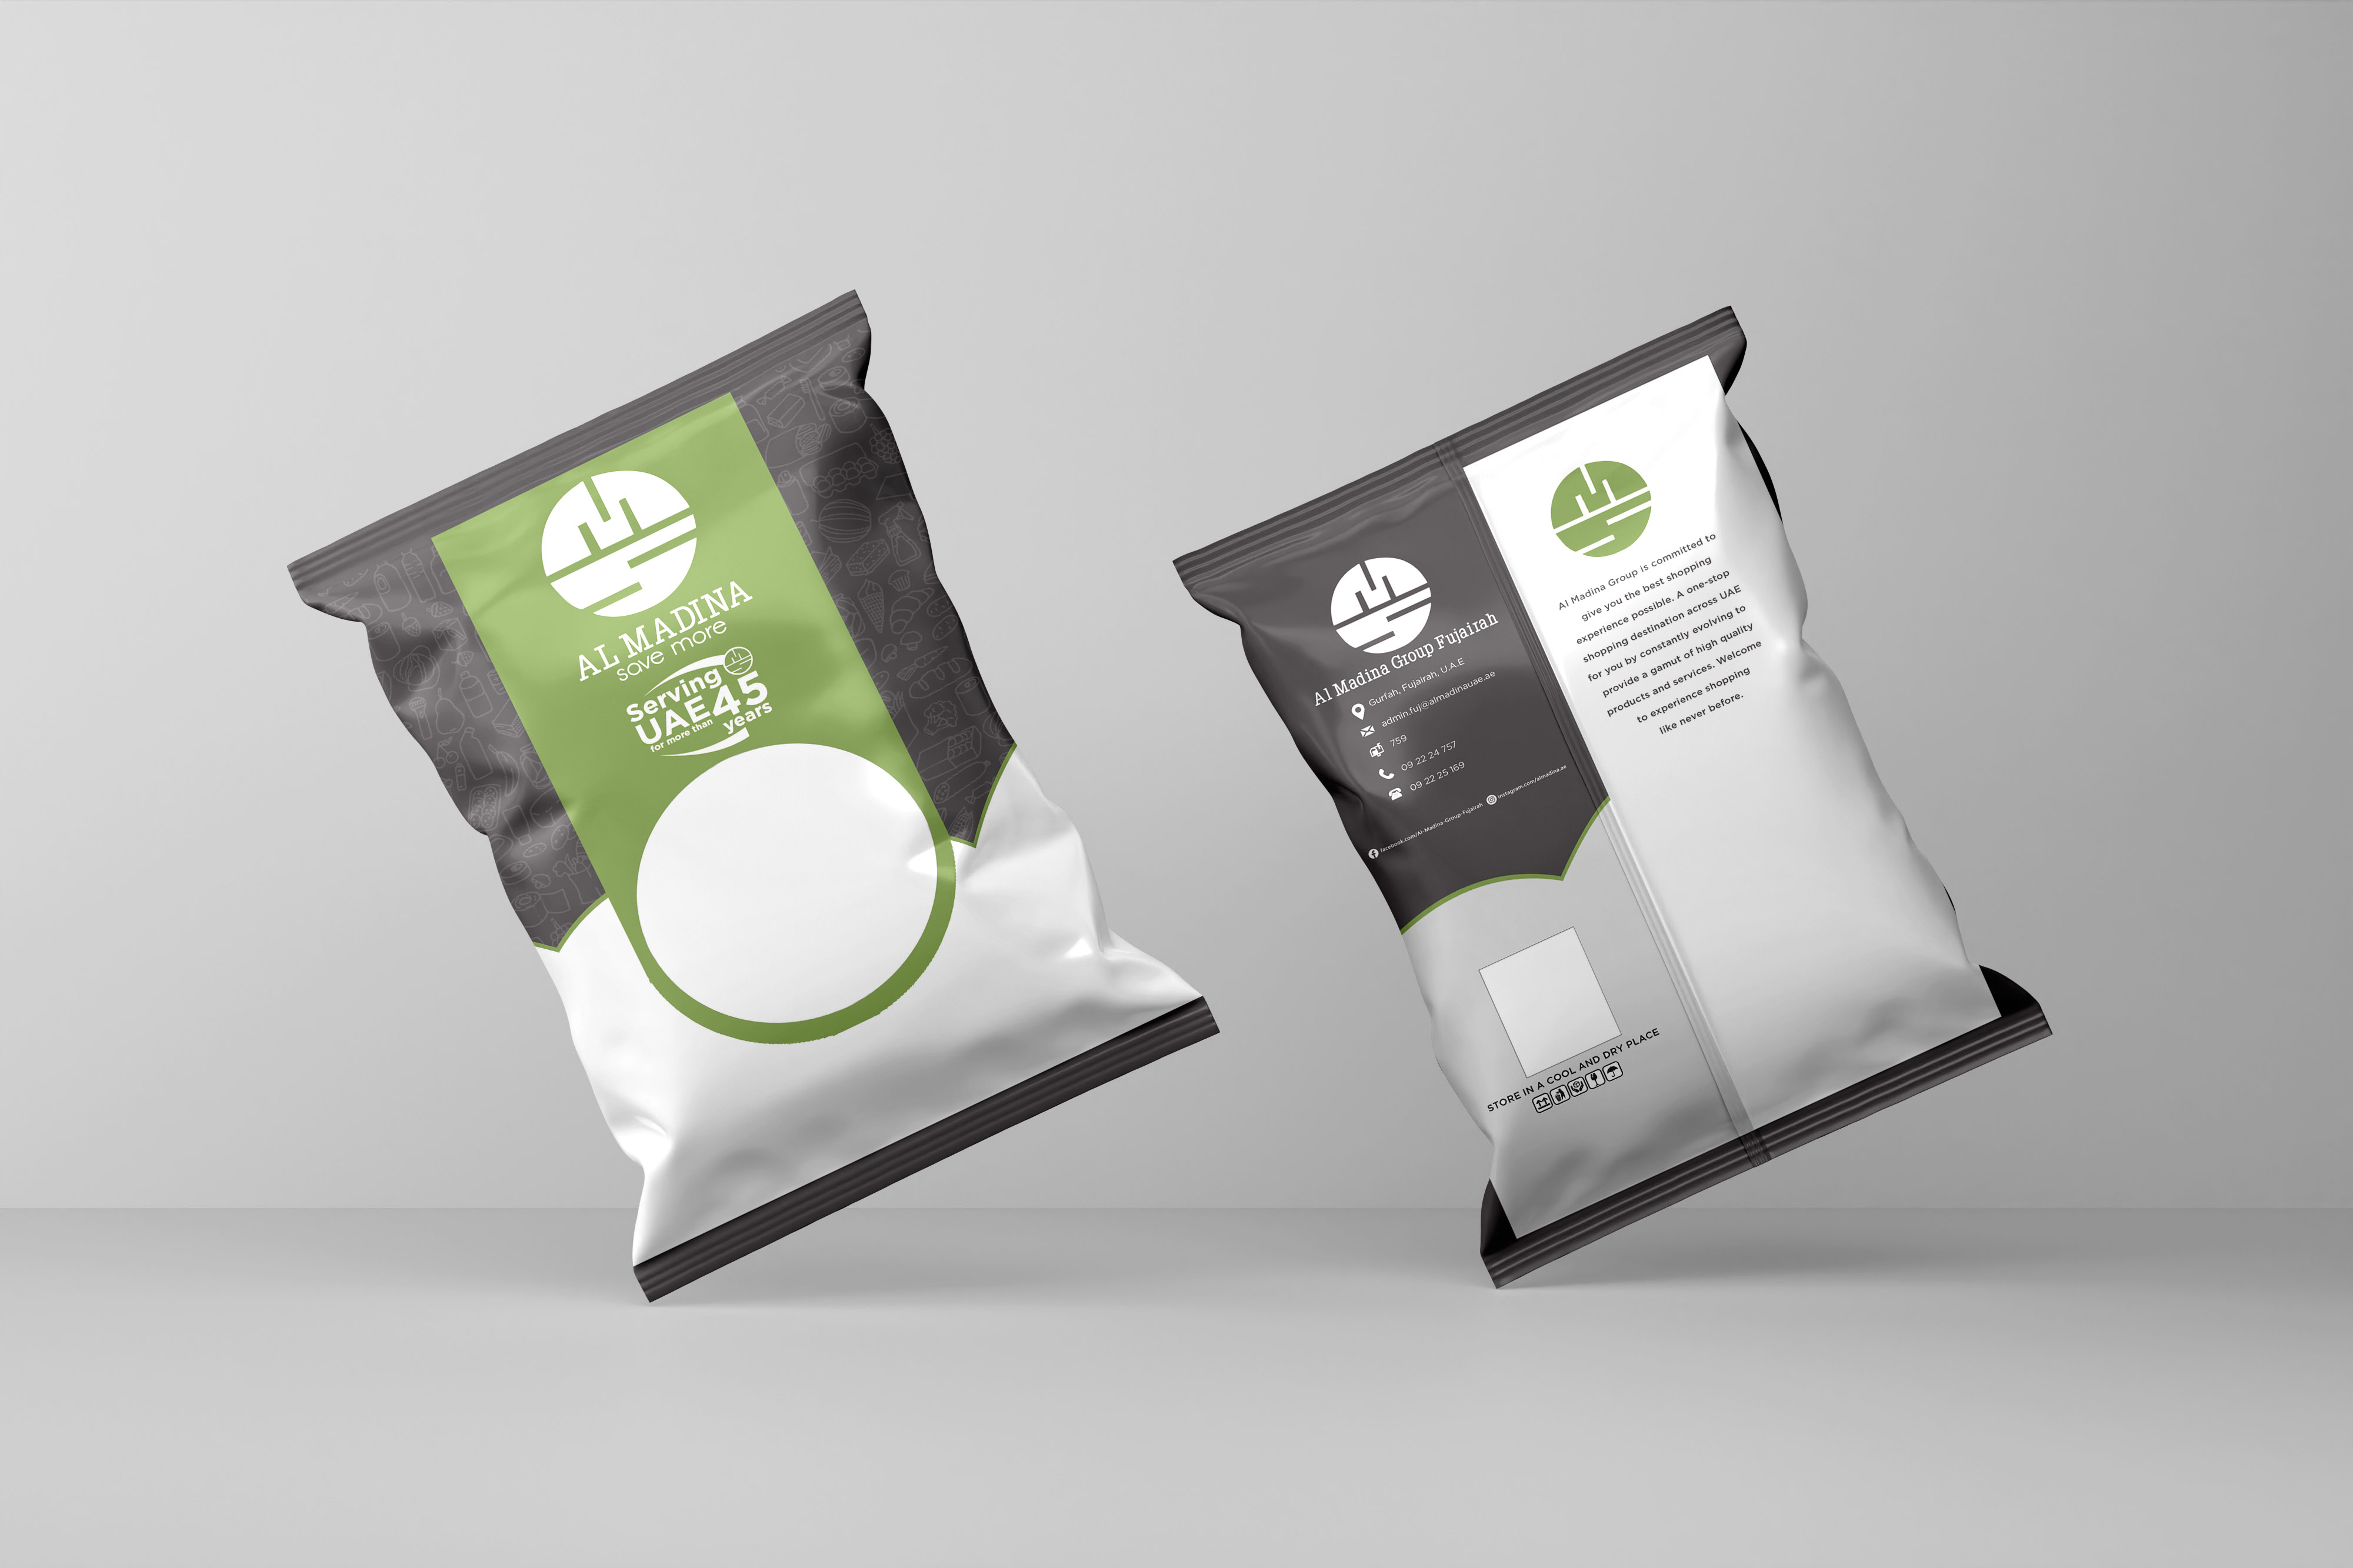 AL MADINA
save more
Serving
UAE 45
for more than years
Al Madina Group Fujairah
Gurfah, Fujairah, U.A.E
admin.fuj@almadinauae.ae
759
09 22 24 757
09 22 25 169
facebook.com/Al-Madina-Group-Fujairah instagram.com/almadina.ae
STORE IN A COOL AND DRY PLACE
Al Madina Group is committed to
give you the best shopping
experience possible. A one-stop
shopping destination across UAE
for you by constantly evolving to
provide a gamut of high quality
products and services. Welcome
to experience shopping
like never before.